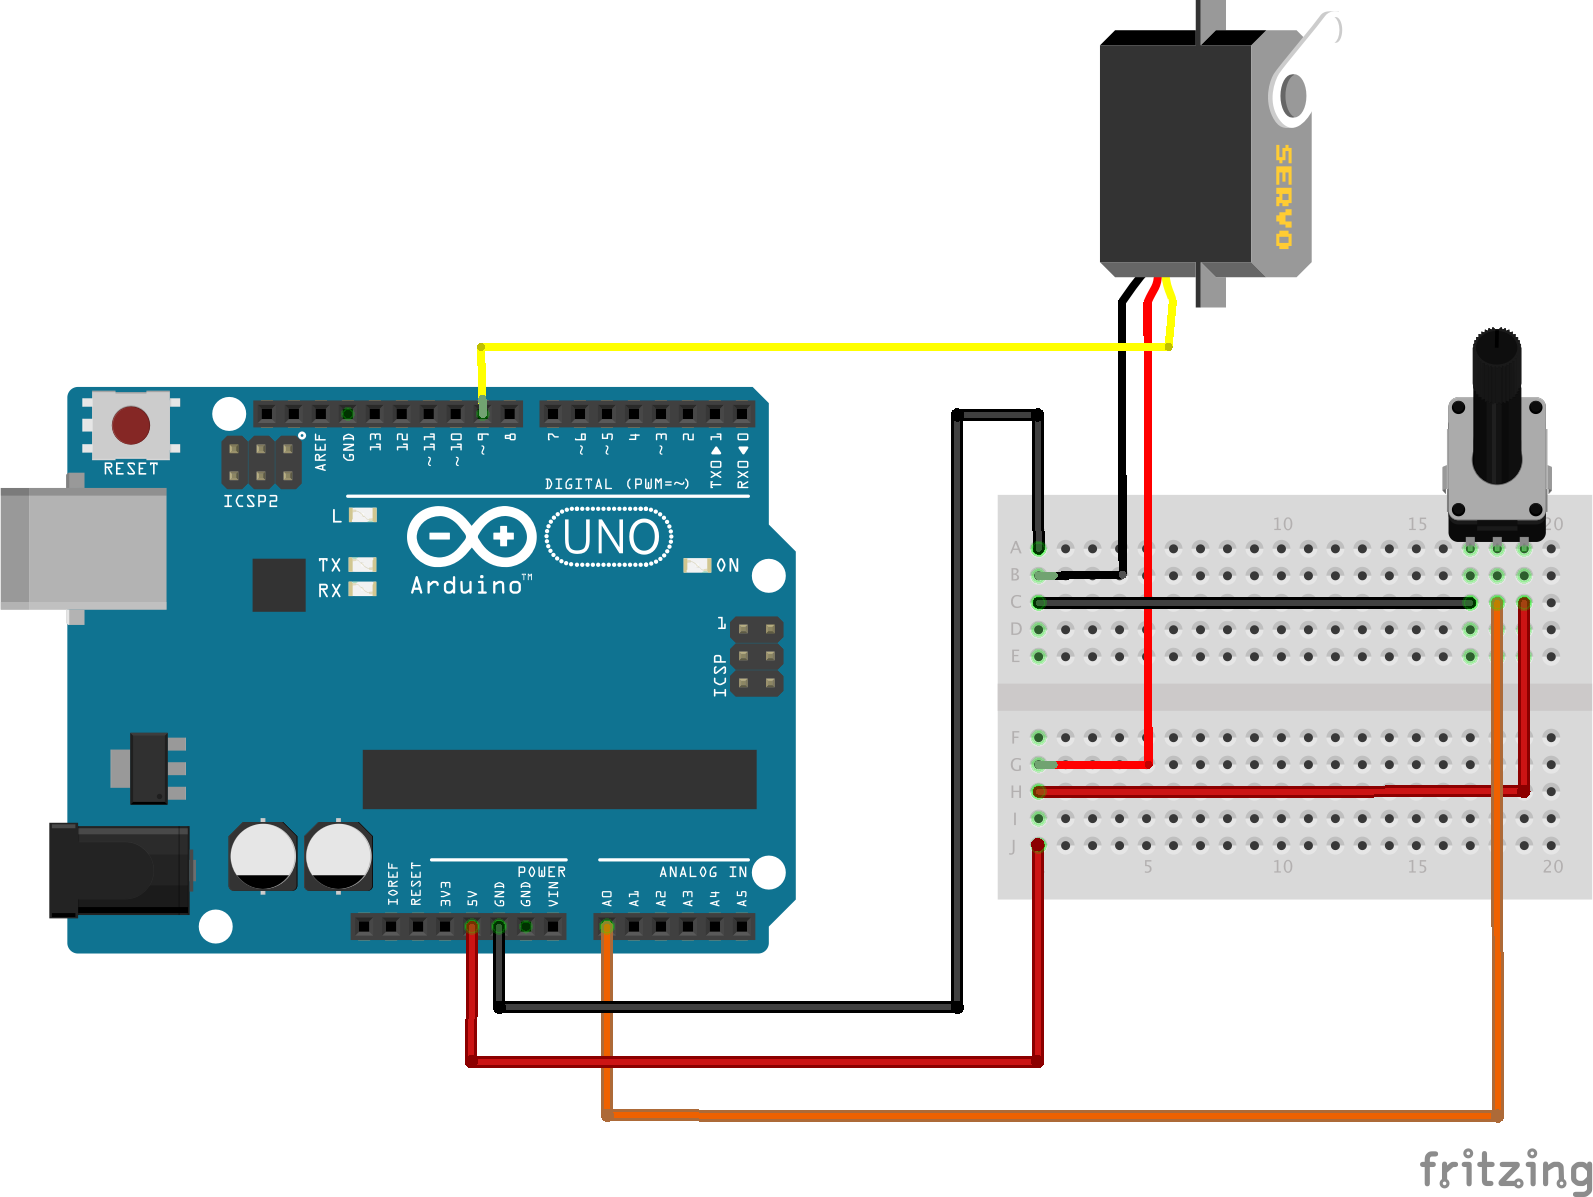 SERVO
RESET
ICSP2
AREF
GND
13
12
~11
~10
~9
8
7
~6
~5
4
~3
2
TX0▶1
RX0◀0
DIGITAL (PWM=~)
L
TX
RX
UNO
Arduino™
ON
1
ICSP
POWER
ANALOG IN
IOREF
RESET
3V3
5V
GND
GND
VIN
A0
A1
A2
A3
A4
A5
10 15 20
A
B
C
D
E
F
G
H
I
J
5 10 15 20
fritzing